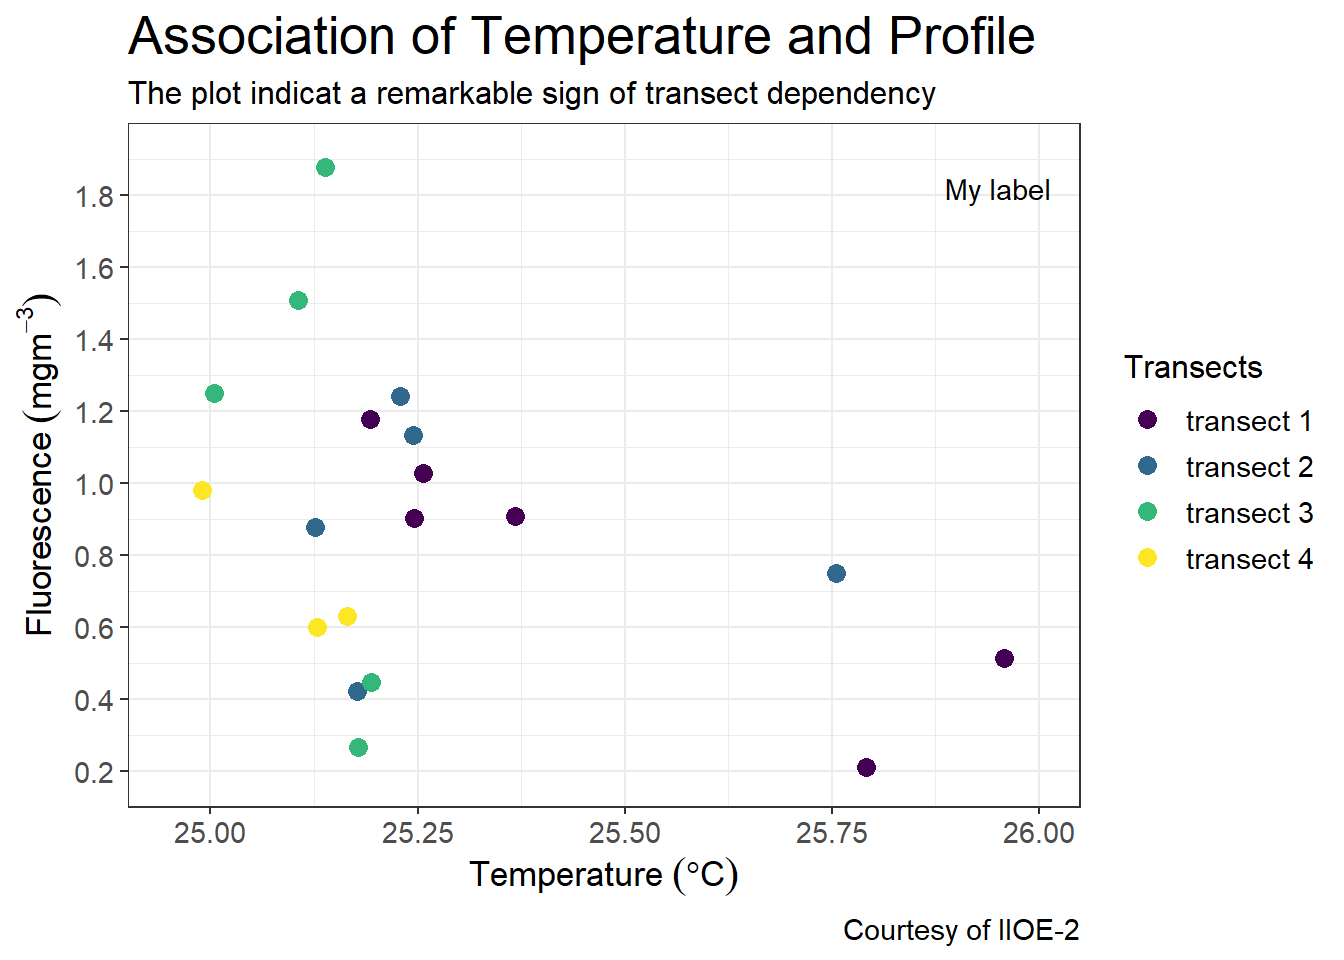 Association of Temperature and Profile
The plot indicat a remarkable sign of transect dependency
My label
1.8
1.6
1.4
1.2
1.0
0.8
0.6
0.4
0.2
Fluorescence (mgm⁻³)
25.00 25.25 25.50 25.75 26.00
Temperature (°C)
Transects
transect 1
transect 2
transect 3
transect 4
Courtesy of IIOE-2